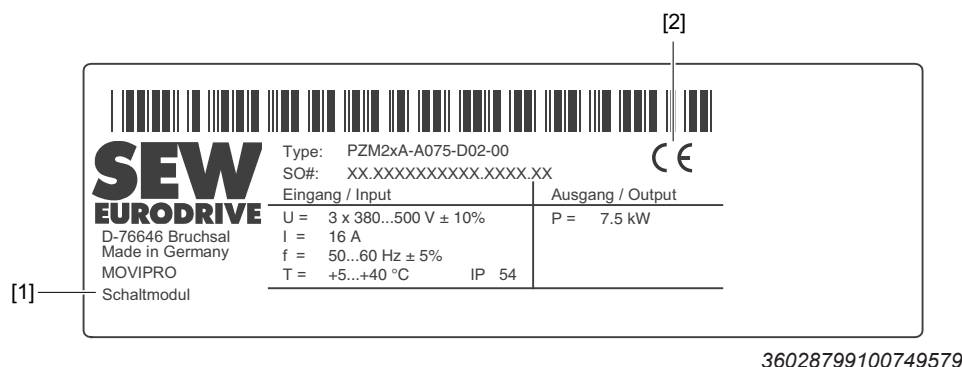 [2]
SEW
EURODRIVE
D-76646 Bruchsal
Made in Germany
MOVIPRO
[1] Schaltmodul
Type: PZM2xA-A075-D02-00
SO#: XX.XXXXXXXXXX.XXXX.XX
CE
Eingang / Input
U = 3 x 380...500 V ± 10%
I = 16 A
f = 50...60 Hz ± 5%
T = +5...+40 °C IP 54
Ausgang / Output
P = 7.5 kW
36028799100749579